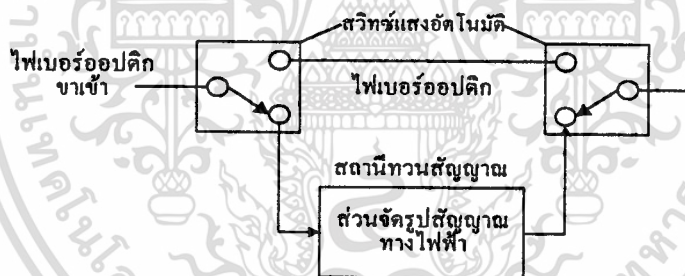 สวิทช์แสงอัตโนมัติ
ไฟเบอร์ออปติก
ขาเข้า
ไฟเบอร์ออปติก
สถานีทวนสัญญาณ
ส่วนจัดรูปสัญญาณ
ทางไฟฟ้า